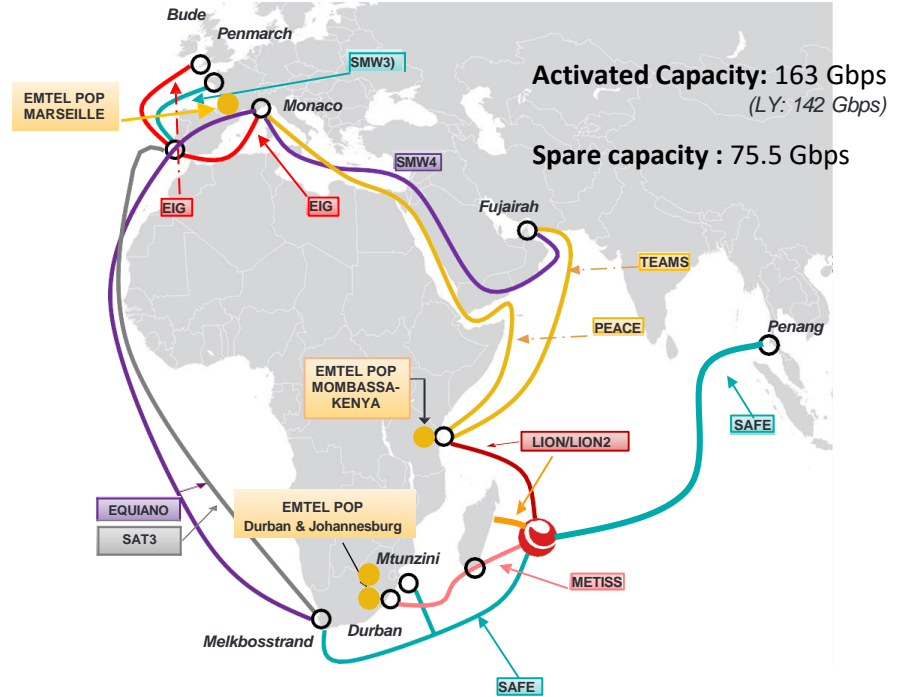 Bude
Penmarch
SMW3)
Activated Capacity: 163 Gbps
(LY: 142 Gbps)
EMTEL POP
MARSEILLE
Monaco
Spare capacity : 75.5 Gbps
SMW4
EIG
EIG
Fujairah
TEAMS
PEACE
Penang
EMTEL POP
MOMBASSA-
KENYA
SAFE
LION/LION2
EQUIANO
SAT3
EMTEL POP
Durban & Johannesburg
Mtunzini
METISS
Durban
Melkbosstrand
SAFE